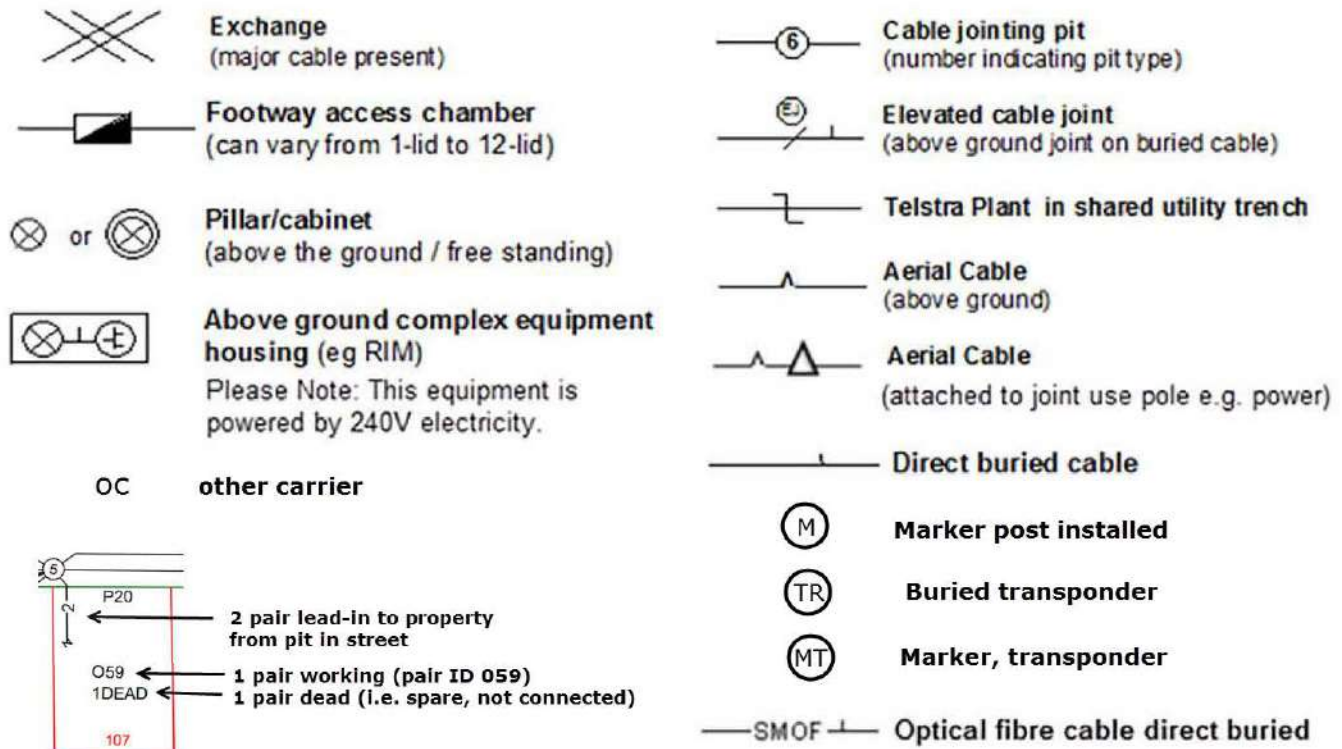 Exchange
(major cable present)
Footway access chamber
(can vary from 1-lid to 12-lid)
or
Pillar/cabinet
(above the ground / free standing)
Above ground complex equipment
housing (eg RIM)
Please Note: This equipment is
powered by 240V electricity.
OC other carrier
5
P20
2
2 pair lead-in to property
from pit in street
O59
1 pair working (pair ID 059)
1DEAD
1 pair dead (i.e. spare, not connected)
107
6
Cable jointing pit
(number indicating pit type)
EJ
Elevated cable joint
(above ground joint on buried cable)
Telstra Plant in shared utility trench
Aerial Cable
(above ground)
Aerial Cable
(attached to joint use pole e.g. power)
Direct buried cable
M Marker post installed
TR Buried transponder
MT Marker, transponder
SMOF Optical fibre cable direct buried